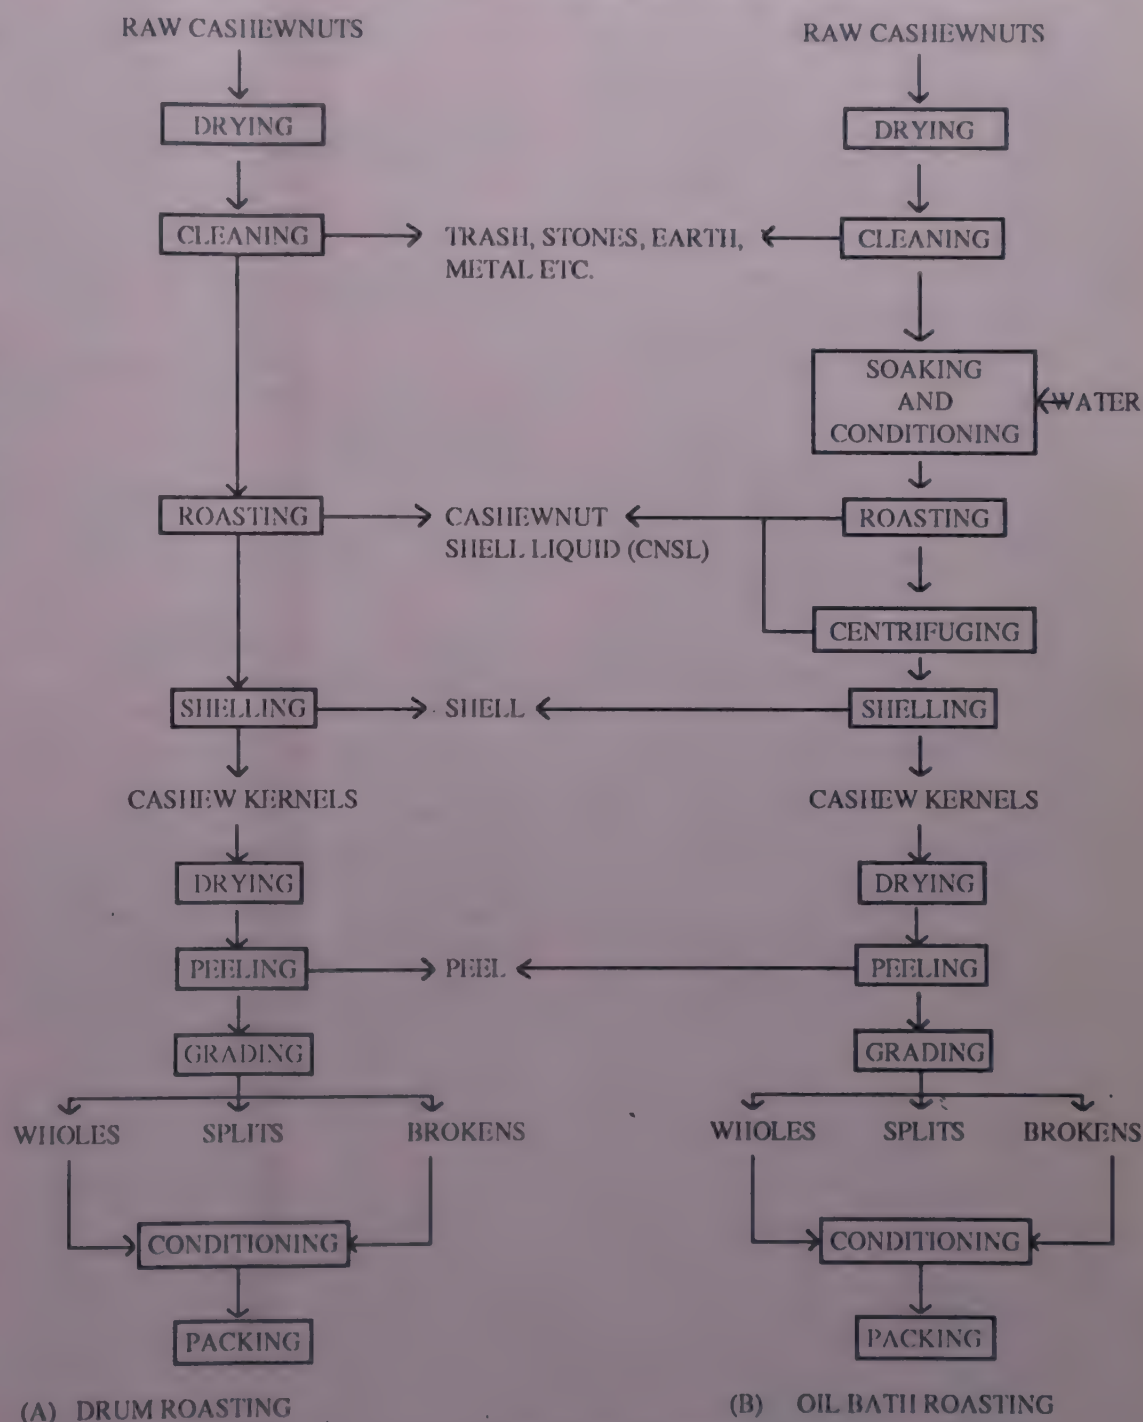 RAW CASHEWNUTS
DRYING
CLEANING
TRASH, STONES, EARTH,
METAL ETC.
ROASTING
CASHEWNUT
SHELL LIQUID (CNSL)
SHELLING
SHELL
CASHEW KERNELS
DRYING
PEELING
PEEL
GRADING
WHOLES SPLITS BROKENS
CONDITIONING
PACKING
(A) DRUM ROASTING
RAW CASHEWNUTS
DRYING
CLEANING
SOAKING
AND
CONDITIONING
WATER
ROASTING
CENTRIFUGING
SHELLING
CASHEW KERNELS
DRYING
PEELING
GRADING
WHOLES SPLITS BROKENS
CONDITIONING
PACKING
(B) OIL BATH ROASTING